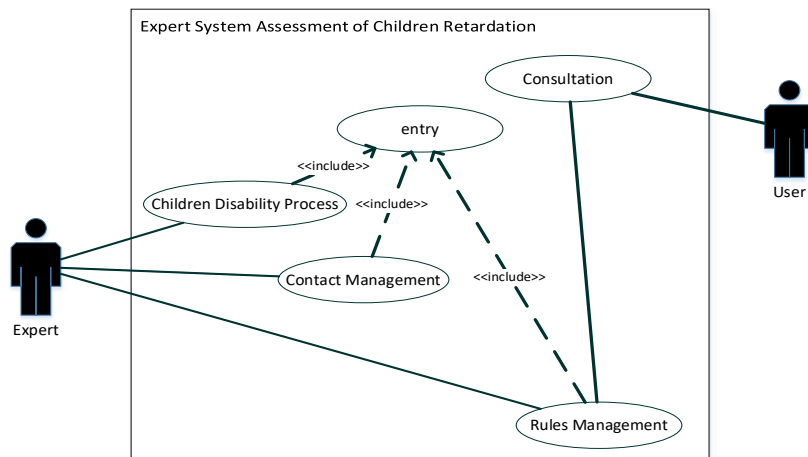 Expert System Assessment of Children Retardation
Consultation
entry
<<include>>
Children Disability Process
<<include>>
User
Contact Management
<<include>>
Expert
Rules Management